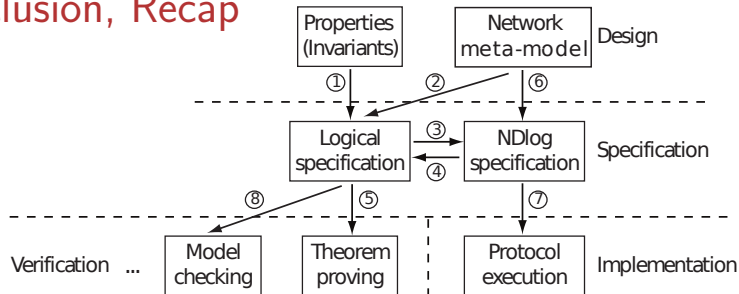 lusion, Recap
Properties
(Invariants)
Network
meta-model
Design
①
②
⑥
Logical
specification
③
④
NDlog
specification
Specification
⑧
⑤
⑦
Verification ...
Model
checking
Theorem
proving
Protocol
execution
Implementation